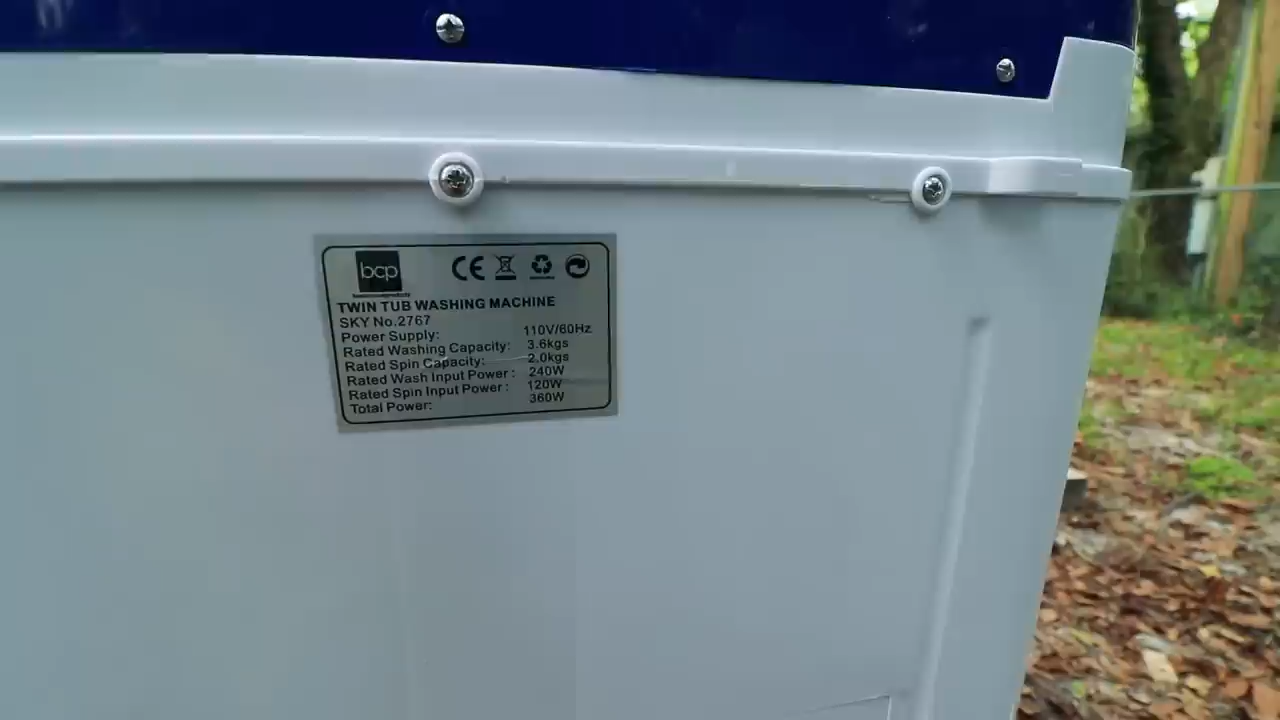 bcp
CE
TWIN TUB WASHING MACHINE
SKY No.2767
Power Supply: 110V/60Hz
Rated Washing Capacity: 3.6kgs
Rated Spin Capacity: 2.0kgs
Rated Wash Input Power : 240W
Rated Spin Input Power : 120W
Total Power: 360W